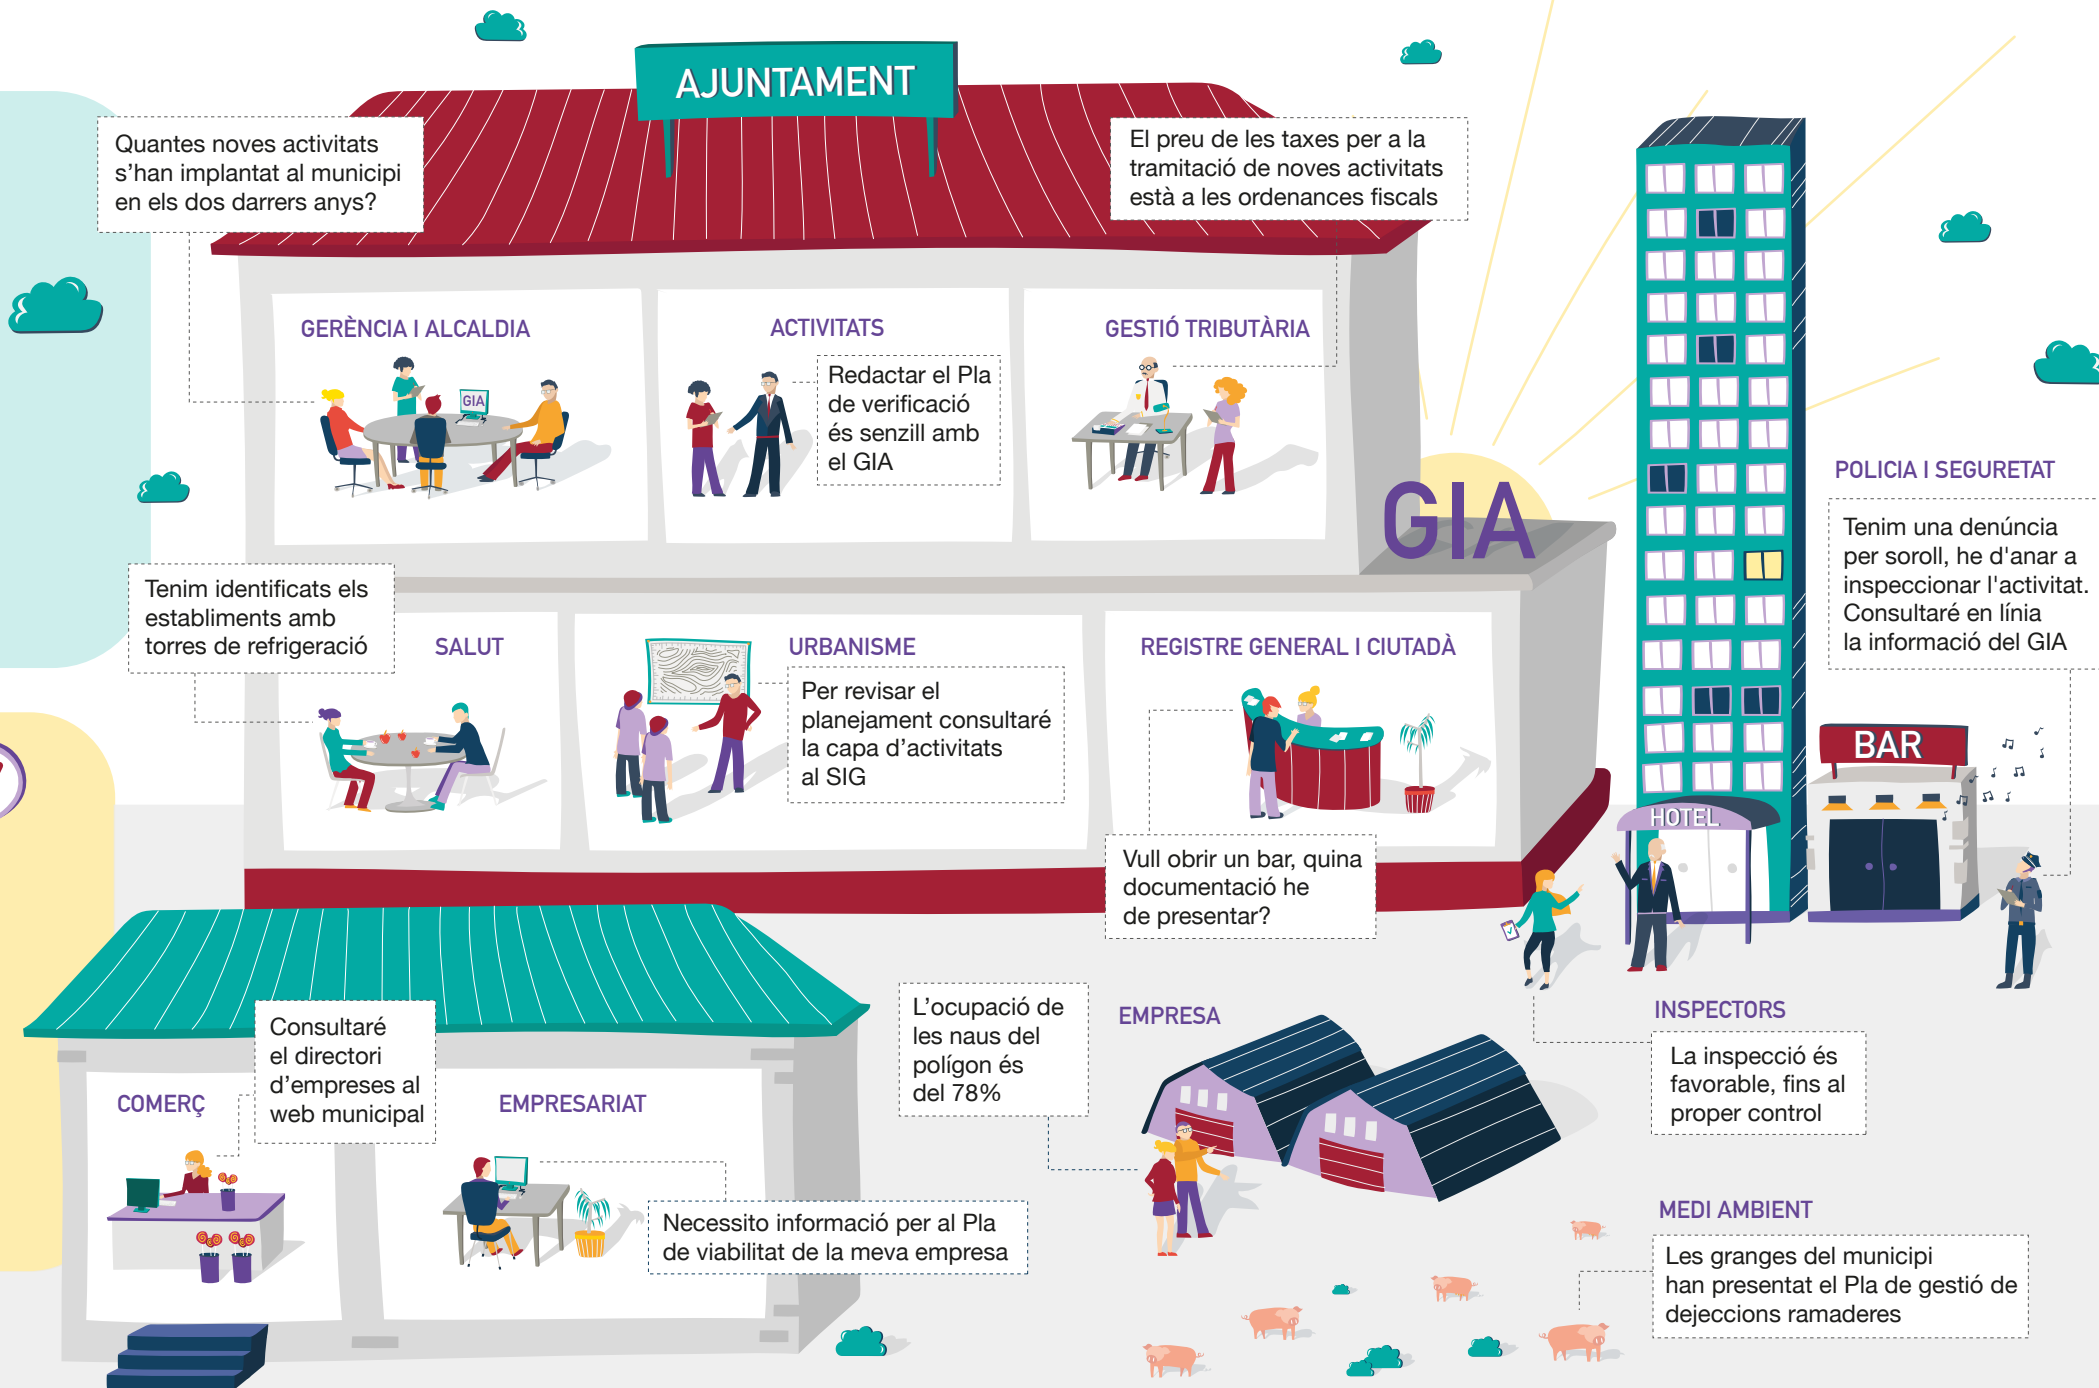 AJUNTAMENT
Quantes noves activitats
s’han implantat al municipi
en els dos darrers anys?
El preu de les taxes per a la
tramitació de noves activitats
està a les ordenances fiscals
GERÈNCIA I ALCALDIA
GIA
ACTIVITATS
Redactar el Pla
de verificació
és senzill amb
el GIA
GESTIÓ TRIBUTÀRIA
GIA
POLICIA I SEGURETAT
Tenim una denúncia
per soroll, he d'anar a
inspeccionar l'activitat.
Consultaré en línia
la informació del GIA
Tenim identificats els
establiments amb
torres de refrigeració
SALUT
URBANISME
Per revisar el
planejament consultaré
la capa d’activitats
al SIG
REGISTRE GENERAL I CIUTADÀ
Vull obrir un bar, quina
documentació he
de presentar?
BAR
HOTEL
Consultaré
el directori
d’empreses al
web municipal
COMERÇ
EMPRESARIAT
Necessito informació per al Pla
de viabilitat de la meva empresa
L’ocupació de
les naus del
polígon és
del 78%
EMPRESA
INSPECTORS
La inspecció és
favorable, fins al
proper control
MEDI AMBIENT
Les granges del municipi
han presentat el Pla de gestió de
dejeccions ramaderes